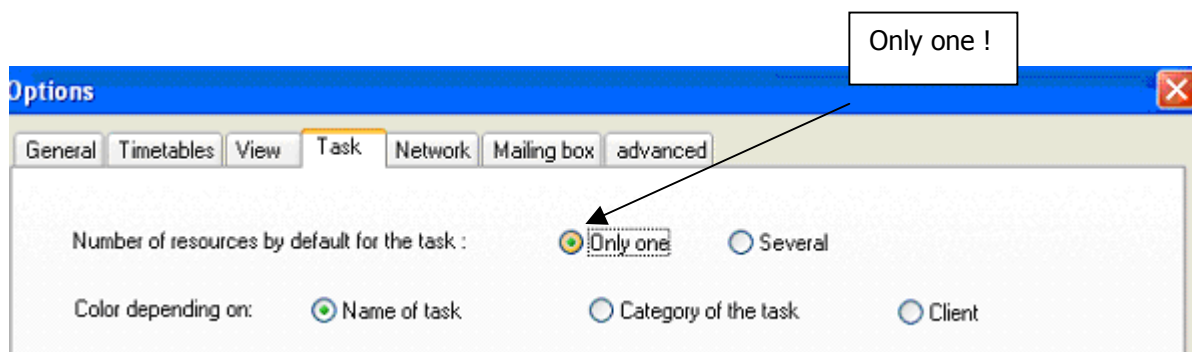 Only one !
Options
General Timetables View Task Network Mailing box advanced
Number of resources by default for the task : Only one Several
Color depending on: Name of task Category of the task Client